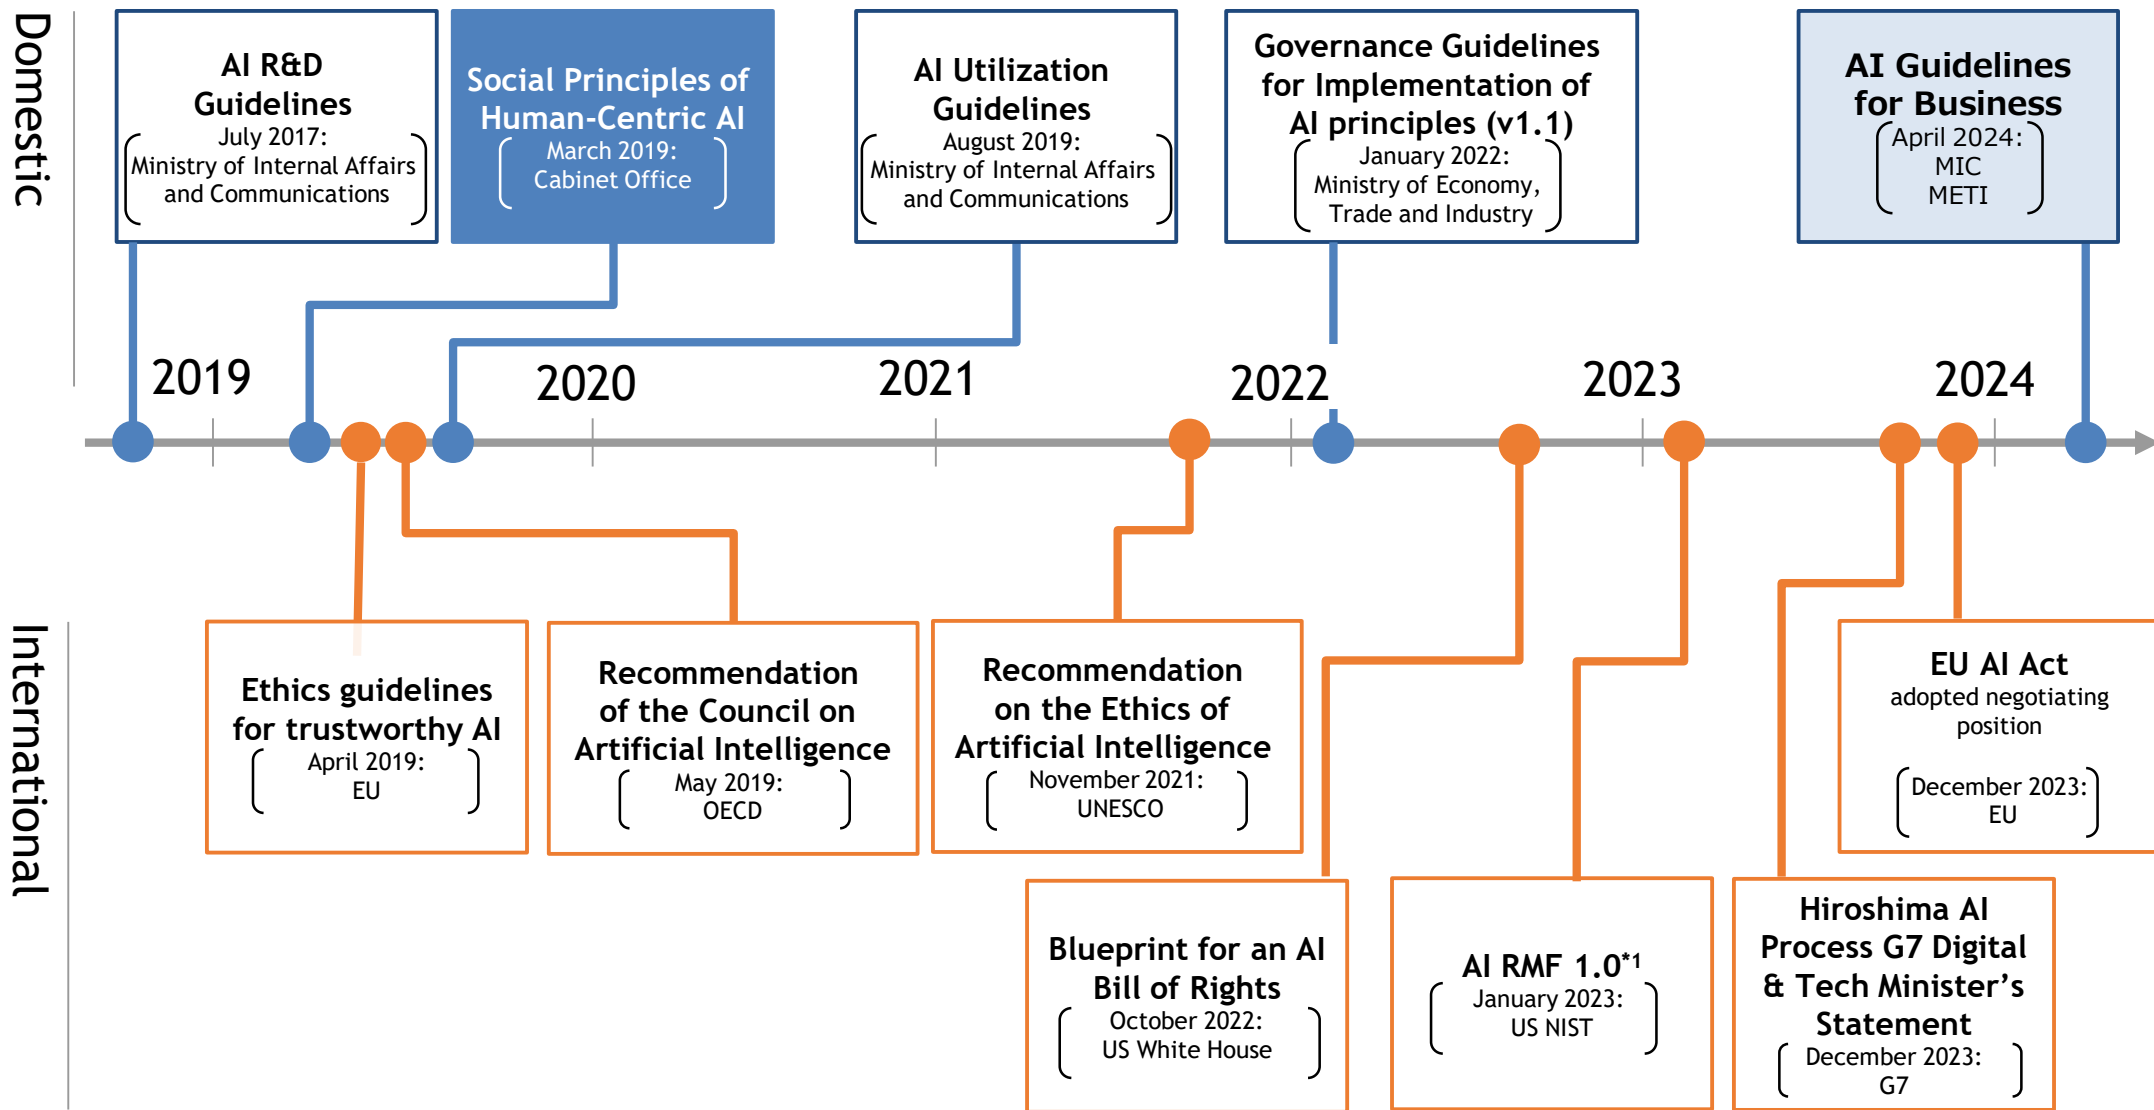 Domestic
AI R&D
Guidelines
July 2017:
Ministry of Internal Affairs
and Communications
Social Principles of
Human-Centric AI
March 2019:
Cabinet Office
AI Utilization
Guidelines
August 2019:
Ministry of Internal Affairs
and Communications
Governance Guidelines
for Implementation of
AI principles (v1.1)
January 2022:
Ministry of Economy,
Trade and Industry
AI Guidelines
for Business
April 2024:
MIC
METI
2019
2020
2021
2022
2023
2024
International
Ethics guidelines
for trustworthy AI
April 2019:
EU
Recommendation
of the Council on
Artificial Intelligence
May 2019:
OECD
Recommendation
on the Ethics of
Artificial Intelligence
November 2021:
UNESCO
EU AI Act
adopted negotiating
position
December 2023:
EU
Blueprint for an AI
Bill of Rights
October 2022:
US White House
AI RMF 1.0*1
January 2023:
US NIST
Hiroshima AI
Process G7 Digital
& Tech Minister’s
Statement
December 2023:
G7